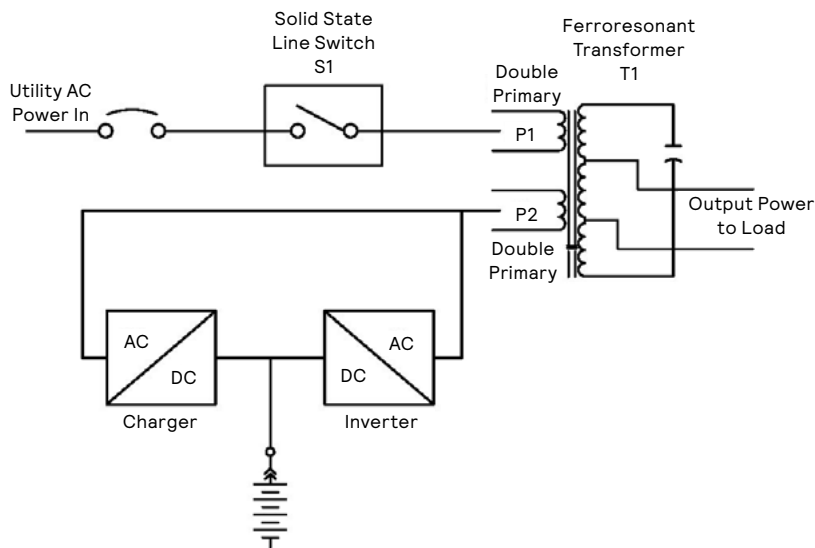 Solid State
Line Switch
S1
Ferroresonant
Transformer
T1
Utility AC
Power In
Double
Primary
P1
P2
Double
Primary
Output Power
to Load
AC
DC
Charger
AC
DC
Inverter